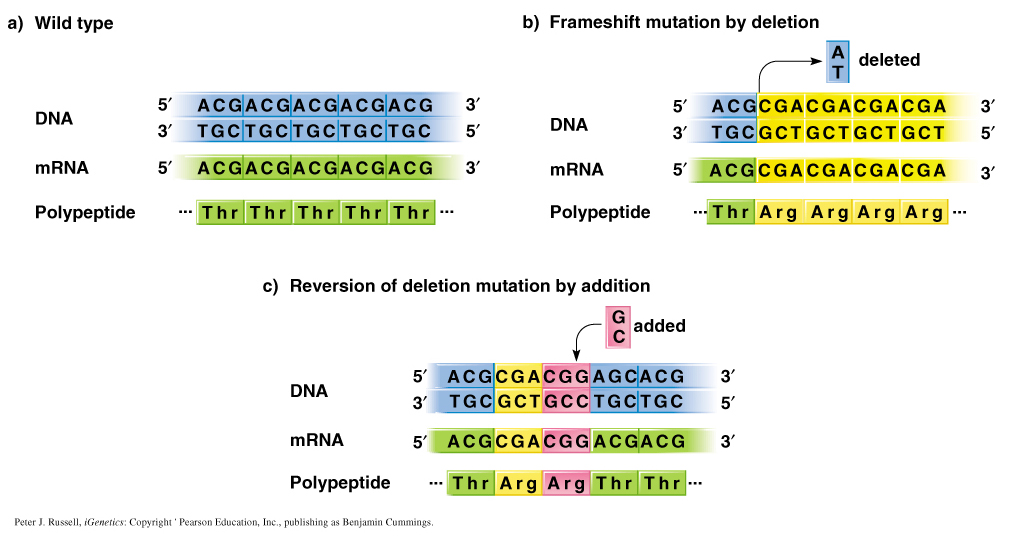 a) Wild type
DNA
5′ ACGACGACGACGACG 3′
3′ TGCTGCTGCTGCTGC 5′
mRNA 5′ ACGACGACGACGACG 3′
Polypeptide ··· Thr Thr Thr Thr Thr ···
b) Frameshift mutation by deletion
A
T
deleted
DNA
5′ ACGCGACGACGACGA 3′
3′ TGCGCTGCTGCTGCT 5′
mRNA 5′ ACGCGACGACGACGA 3′
Polypeptide ··· Thr Arg Arg Arg Arg ···
c) Reversion of deletion mutation by addition
G
C
added
DNA
5′ ACGCGACGGAGCACG 3′
3′ TGCGCTGCCTGCTGC 5′
mRNA 5′ ACGCGACGGACGACG 3′
Polypeptide ··· Thr Arg Arg Thr Thr ···
Peter J. Russell, iGenetics: Copyright ' Pearson Education, Inc., publishing as Benjamin Cummings.